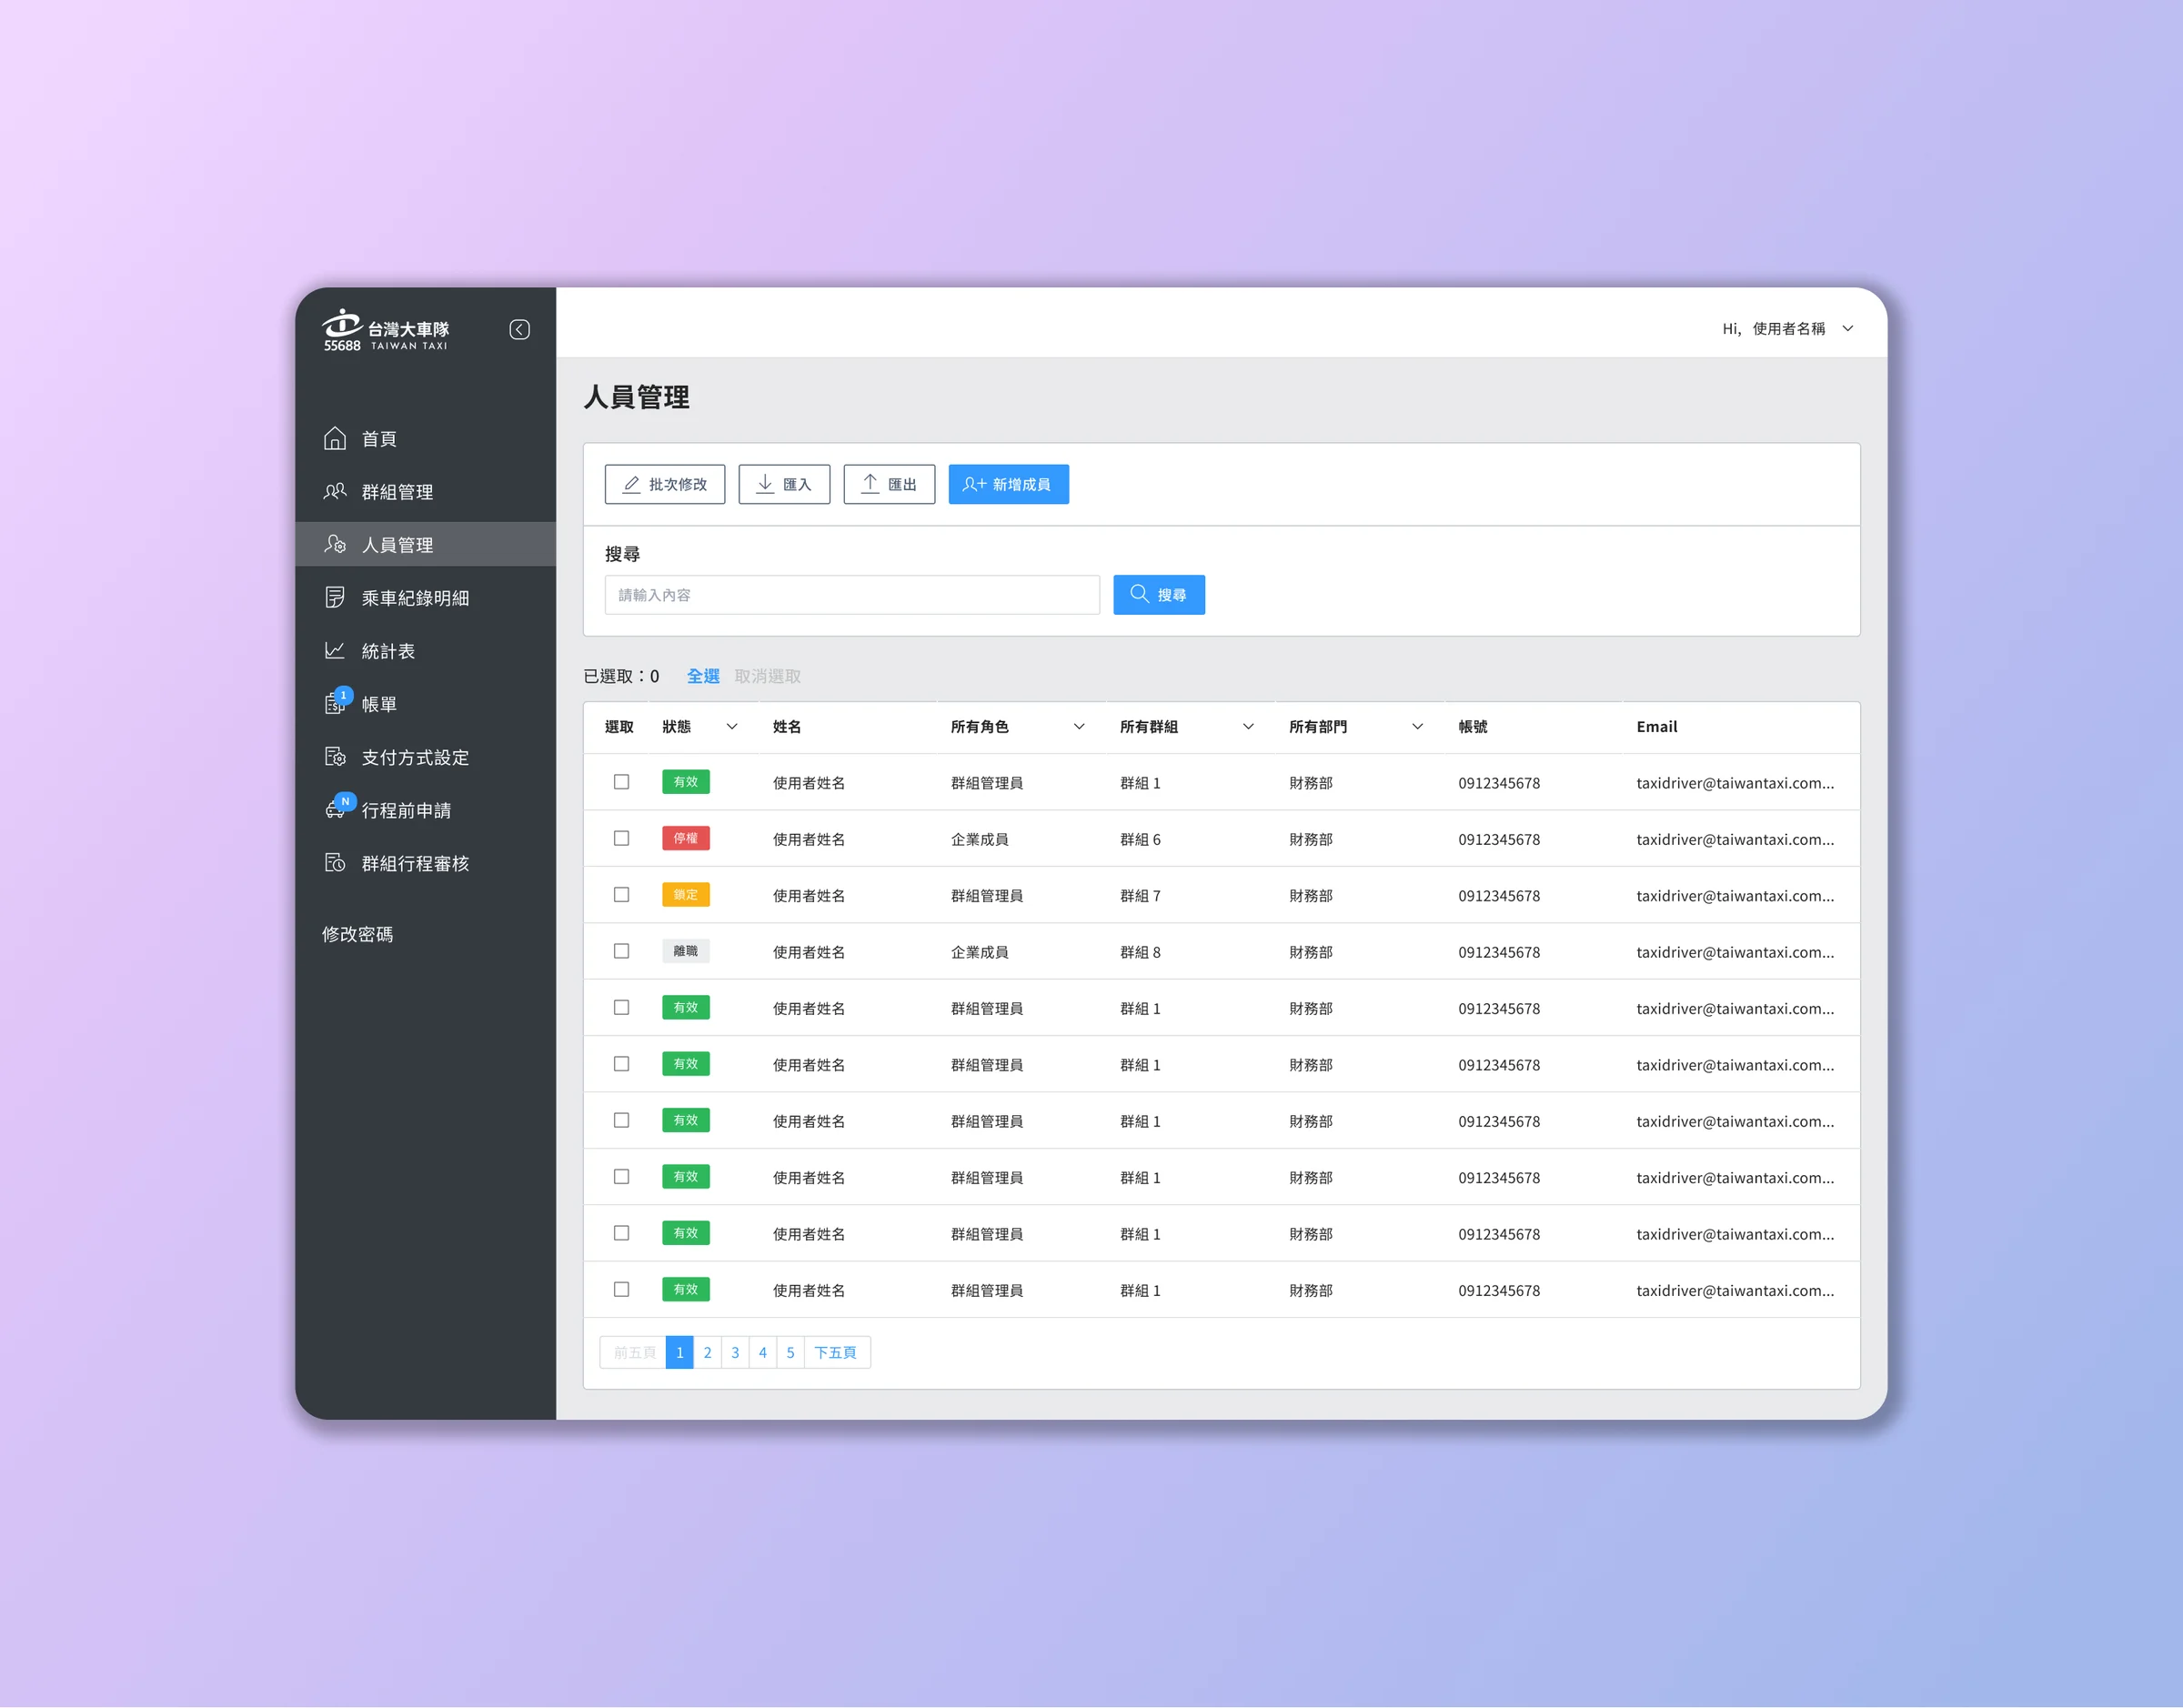 台灣大車隊
55688 TAIWAN TAXI
Hi, 使用者名稱
首頁
群組管理
人員管理
乘車紀錄明細
統計表
1
帳單
支付方式設定
N
行程前申請
群組行程審核
修改密碼
人員管理
批次修改 匯入 匯出 新增成員
搜尋
請輸入內容 搜尋
已選取：0 全選 取消選取
選取 狀態 姓名 所有角色 所有群組 所有部門 帳號 Email
有效 使用者姓名 群組管理員 群組 1 財務部 0912345678 taxidriver@taiwantaxi.com...
停權 使用者姓名 企業成員 群組 6 財務部 0912345678 taxidriver@taiwantaxi.com...
鎖定 使用者姓名 群組管理員 群組 7 財務部 0912345678 taxidriver@taiwantaxi.com...
離職 使用者姓名 企業成員 群組 8 財務部 0912345678 taxidriver@taiwantaxi.com...
有效 使用者姓名 群組管理員 群組 1 財務部 0912345678 taxidriver@taiwantaxi.com...
有效 使用者姓名 群組管理員 群組 1 財務部 0912345678 taxidriver@taiwantaxi.com...
有效 使用者姓名 群組管理員 群組 1 財務部 0912345678 taxidriver@taiwantaxi.com...
有效 使用者姓名 群組管理員 群組 1 財務部 0912345678 taxidriver@taiwantaxi.com...
有效 使用者姓名 群組管理員 群組 1 財務部 0912345678 taxidriver@taiwantaxi.com...
有效 使用者姓名 群組管理員 群組 1 財務部 0912345678 taxidriver@taiwantaxi.com...
前五頁 1 2 3 4 5 下五頁